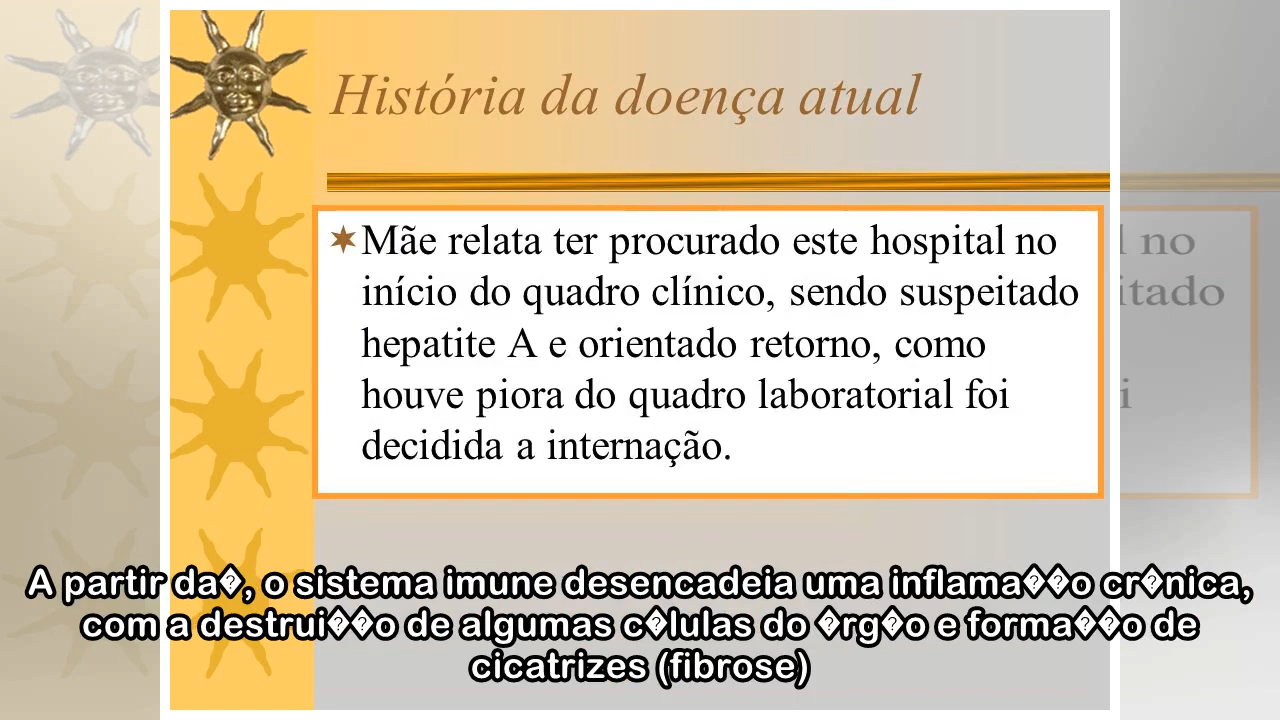 História da doença atual
Mãe relata ter procurado este hospital no
início do quadro clínico, sendo suspeitado
hepatite A e orientado retorno, como
houve piora do quadro laboratorial foi
decidida a internação.
l no
itado
i
A partir da�, o sistema imune desencadeia uma inflama��o cr�nica,
com a destrui��o de algumas c�lulas do �rg�o e forma��o de
cicatrizes (fibrose)